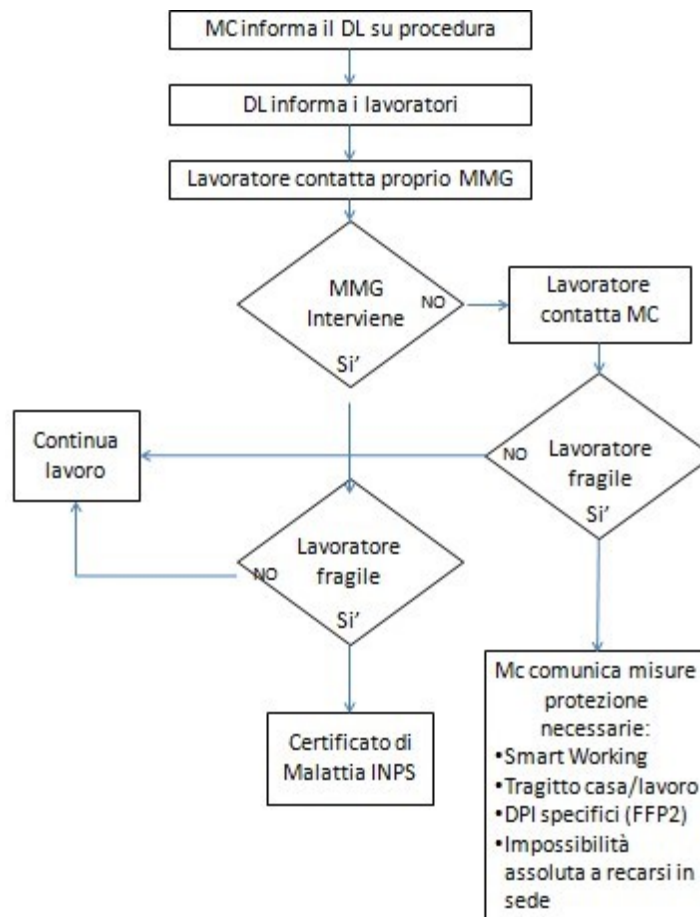 MC informa il DL su procedura
DL informa i lavoratori
Lavoratore contatta proprio MMG
MMG
Interviene
NO
Si’
Lavoratore
contatta MC
Continua
lavoro
NO
Lavoratore
fragile
Si’
Lavoratore
fragile
NO
Si’
Certificato di
Malattia INPS
Mc comunica misure
protezione
necessarie:
•Smart Working
•Tragitto casa/lavoro
•DPI specifici (FFP2)
•Impossibilità
assoluta a recarsi in
sede